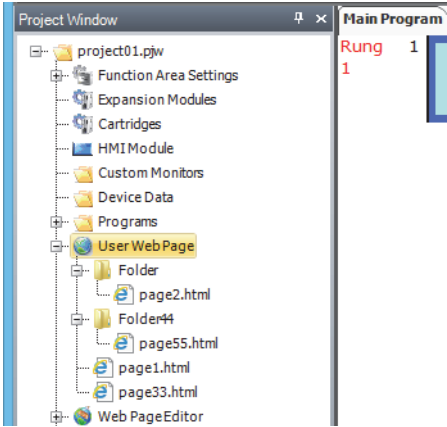 Project Window
Main Program
project01.pjw
Rung 1
1
Function Area Settings
Expansion Modules
Cartridges
HMI Module
Custom Monitors
Device Data
Programs
User Web Page
Folder
page2.html
Folder44
page55.html
page1.html
page33.html
Web Page Editor